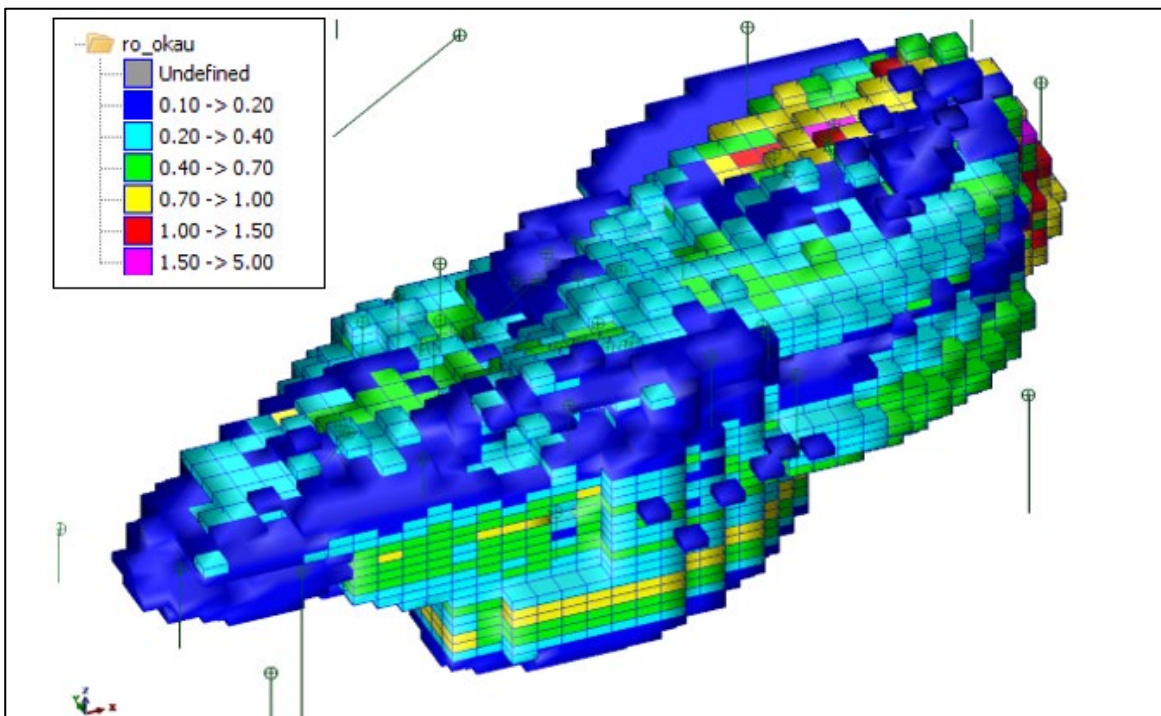 ro_okau
Undefined
0.10 -> 0.20
0.20 -> 0.40
0.40 -> 0.70
0.70 -> 1.00
1.00 -> 1.50
1.50 -> 5.00
Z
Y
X